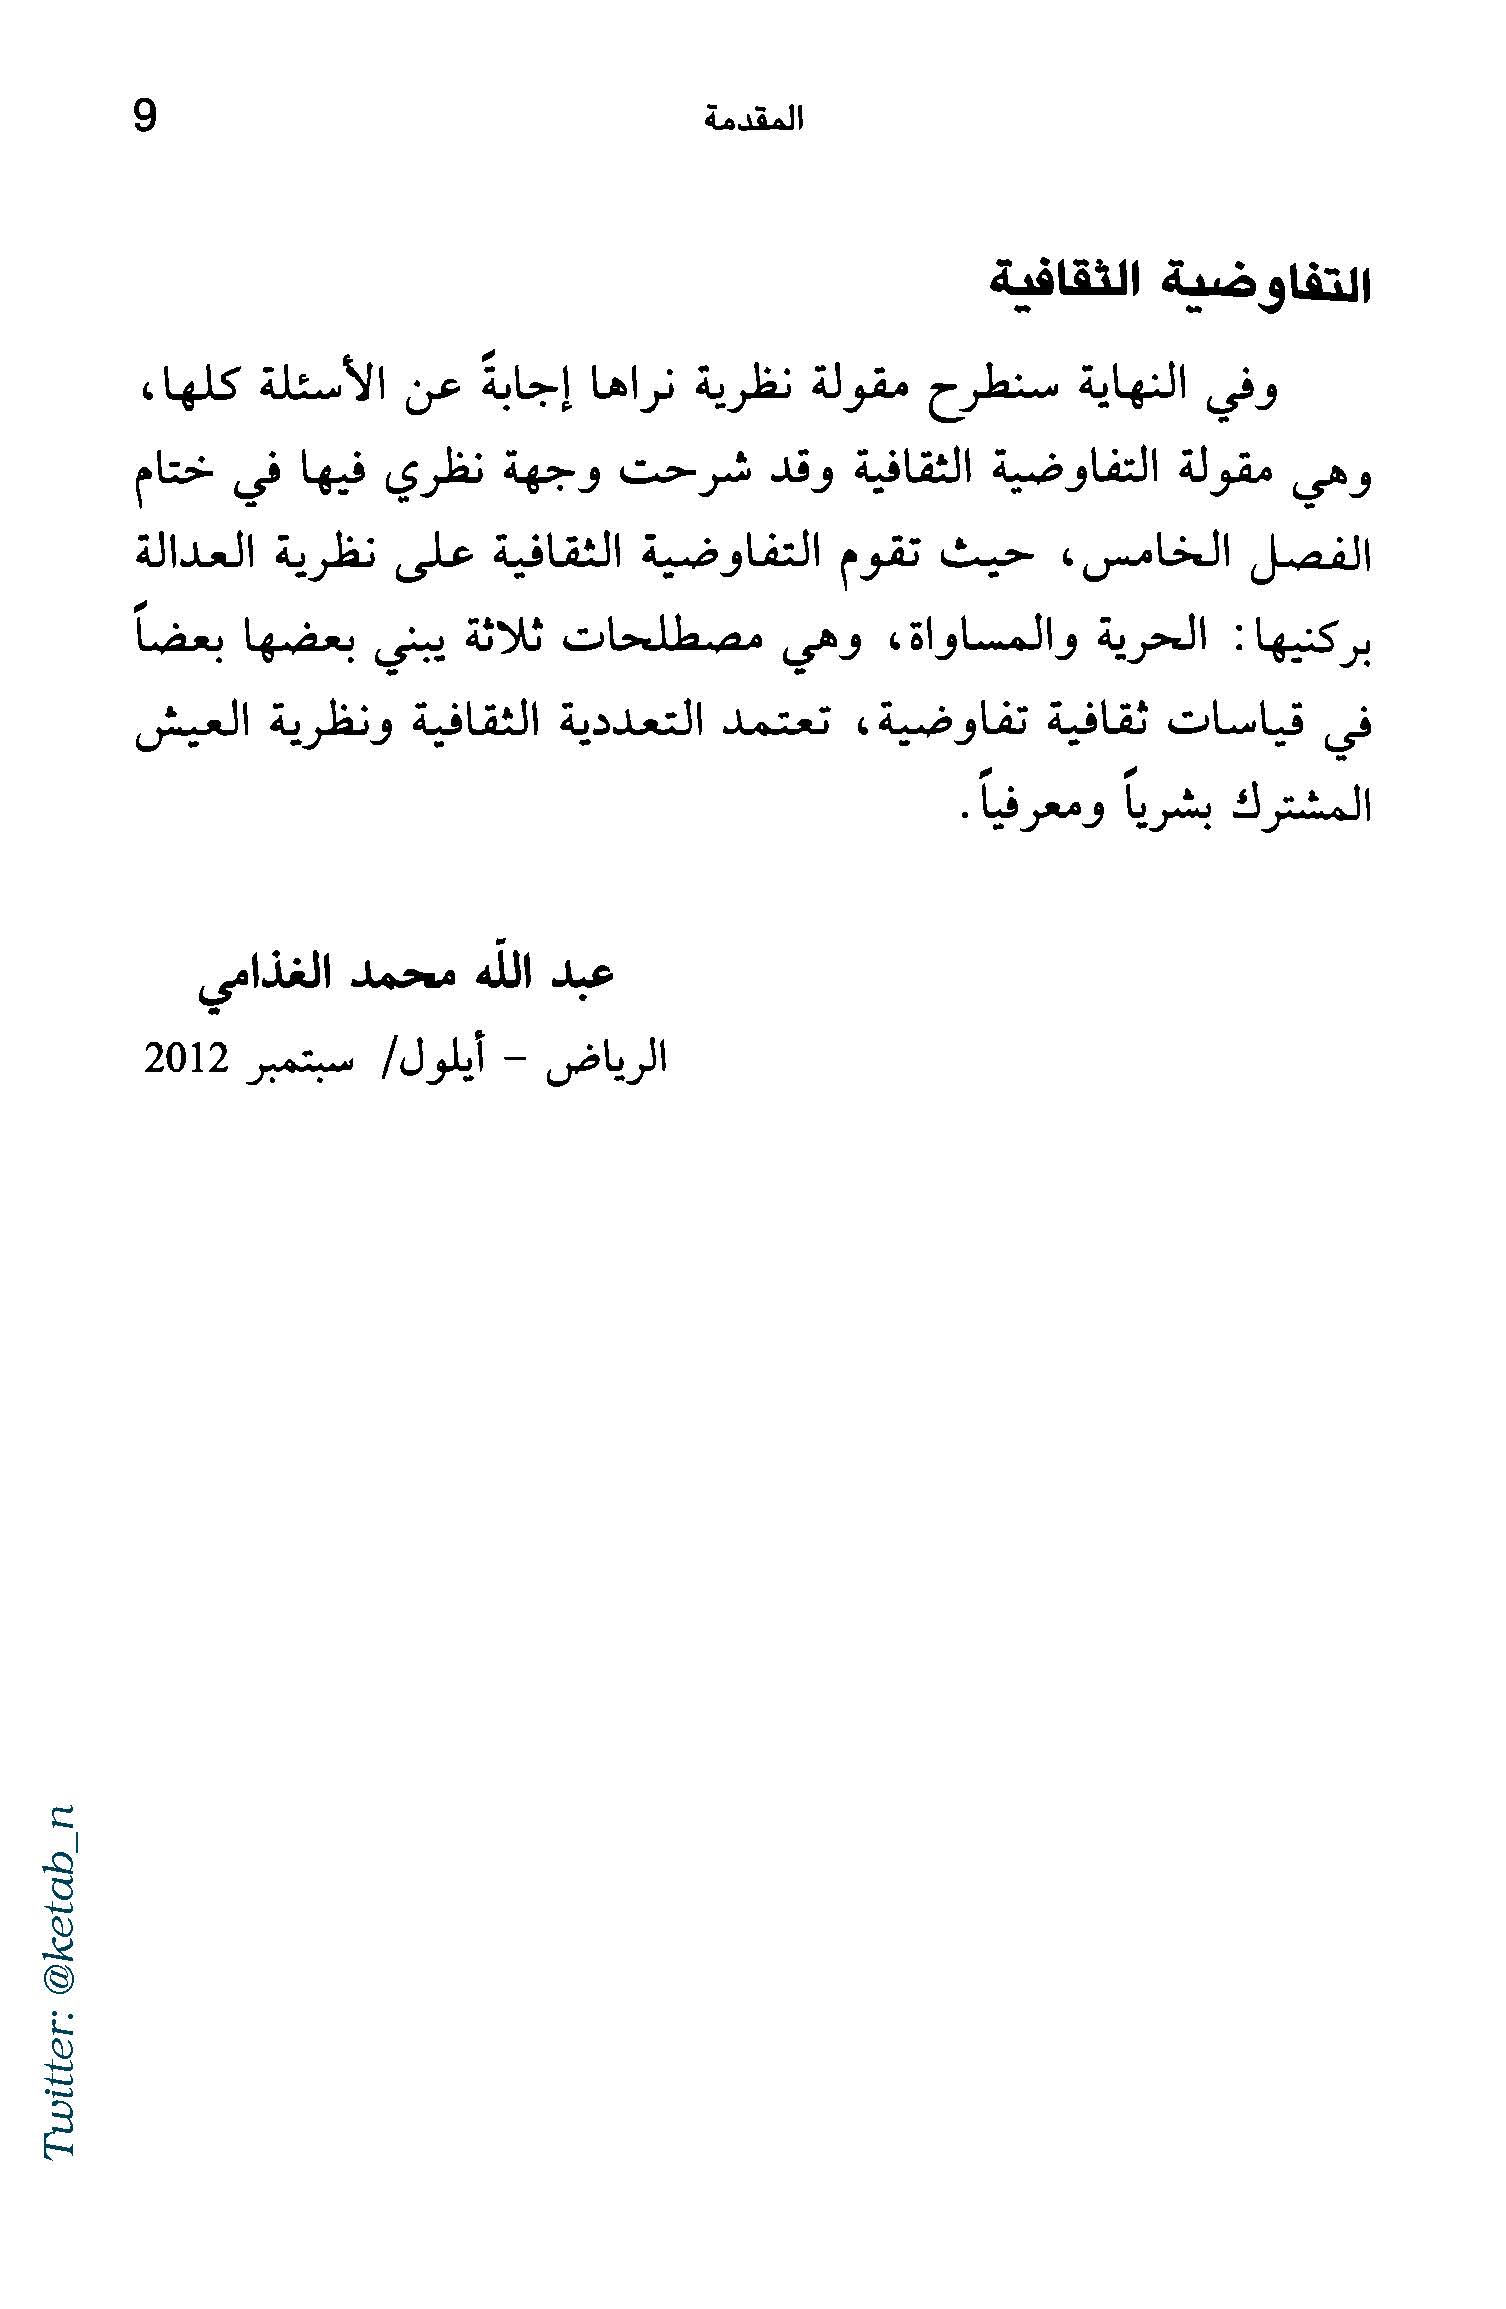 المقدمة
9
التفاوضية الثقافية
وفي النهاية سنطرح مقولة نظرية نراها إجابةً عن الأسئلة كلها،
وهي مقولة التفاوضية الثقافية وقد شرحت وجهة نظري فيها في ختام
الفصل الخامس، حيث تقوم التفاوضية الثقافية على نظرية العدالة
بركنيها: الحرية والمساواة، وهي مصطلحات ثلاثة يبني بعضها بعضاً
في قياسات ثقافية تفاوضية، تعتمد التعددية الثقافية ونظرية العيش
المشترك بشرياً ومعرفياً.
عبد اللّه محمد الغذامي
الرياض - أيلول/ سبتمبر 2012
Twitter: @ketab_n